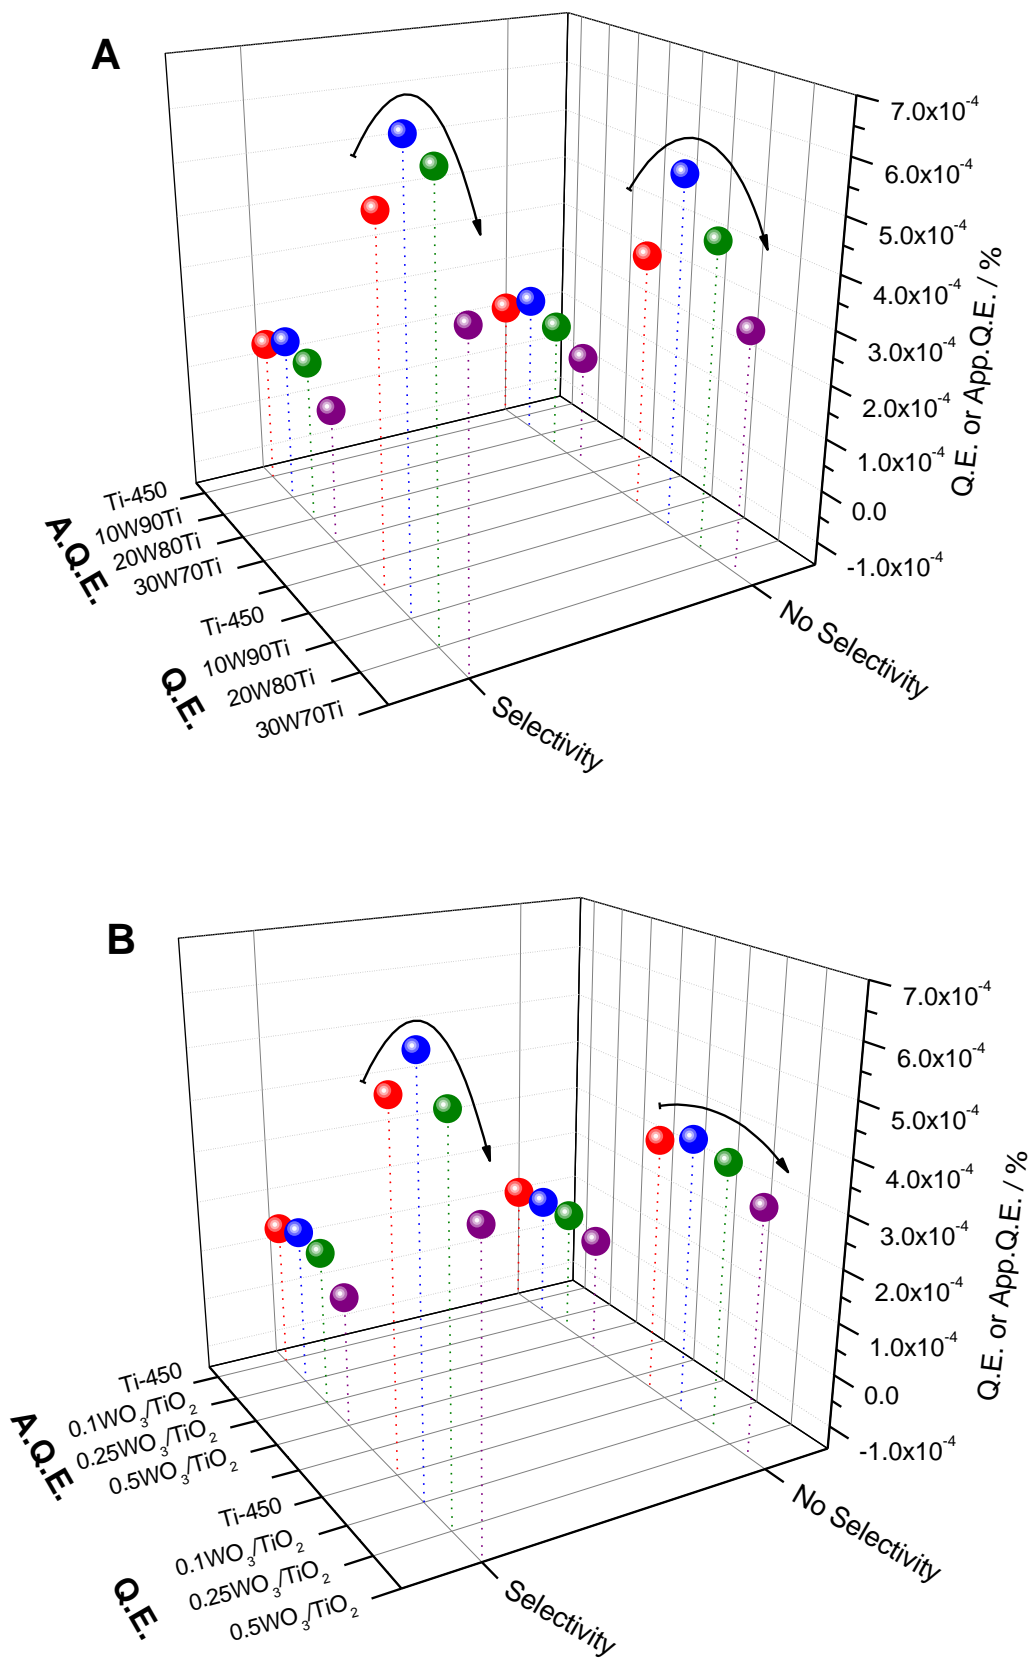 A
7.0x10⁻⁴
6.0x10⁻⁴
5.0x10⁻⁴
4.0x10⁻⁴
3.0x10⁻⁴
2.0x10⁻⁴
1.0x10⁻⁴
0.0
-1.0x10⁻⁴
Q.E. or App.Q.E. / %
Ti-450
10W90Ti
20W80Ti
30W70Ti
A.Q.E.
Ti-450
10W90Ti
20W80Ti
30W70Ti
Q.E.
Selectivity
No Selectivity
B
7.0x10⁻⁴
6.0x10⁻⁴
5.0x10⁻⁴
4.0x10⁻⁴
3.0x10⁻⁴
2.0x10⁻⁴
1.0x10⁻⁴
0.0
-1.0x10⁻⁴
Q.E. or App.Q.E. / %
Ti-450
0.1WO₃/TiO₂
0.25WO₃/TiO₂
0.5WO₃/TiO₂
A.Q.E.
Ti-450
0.1WO₃/TiO₂
0.25WO₃/TiO₂
0.5WO₃/TiO₂
Q.E.
Selectivity
No Selectivity